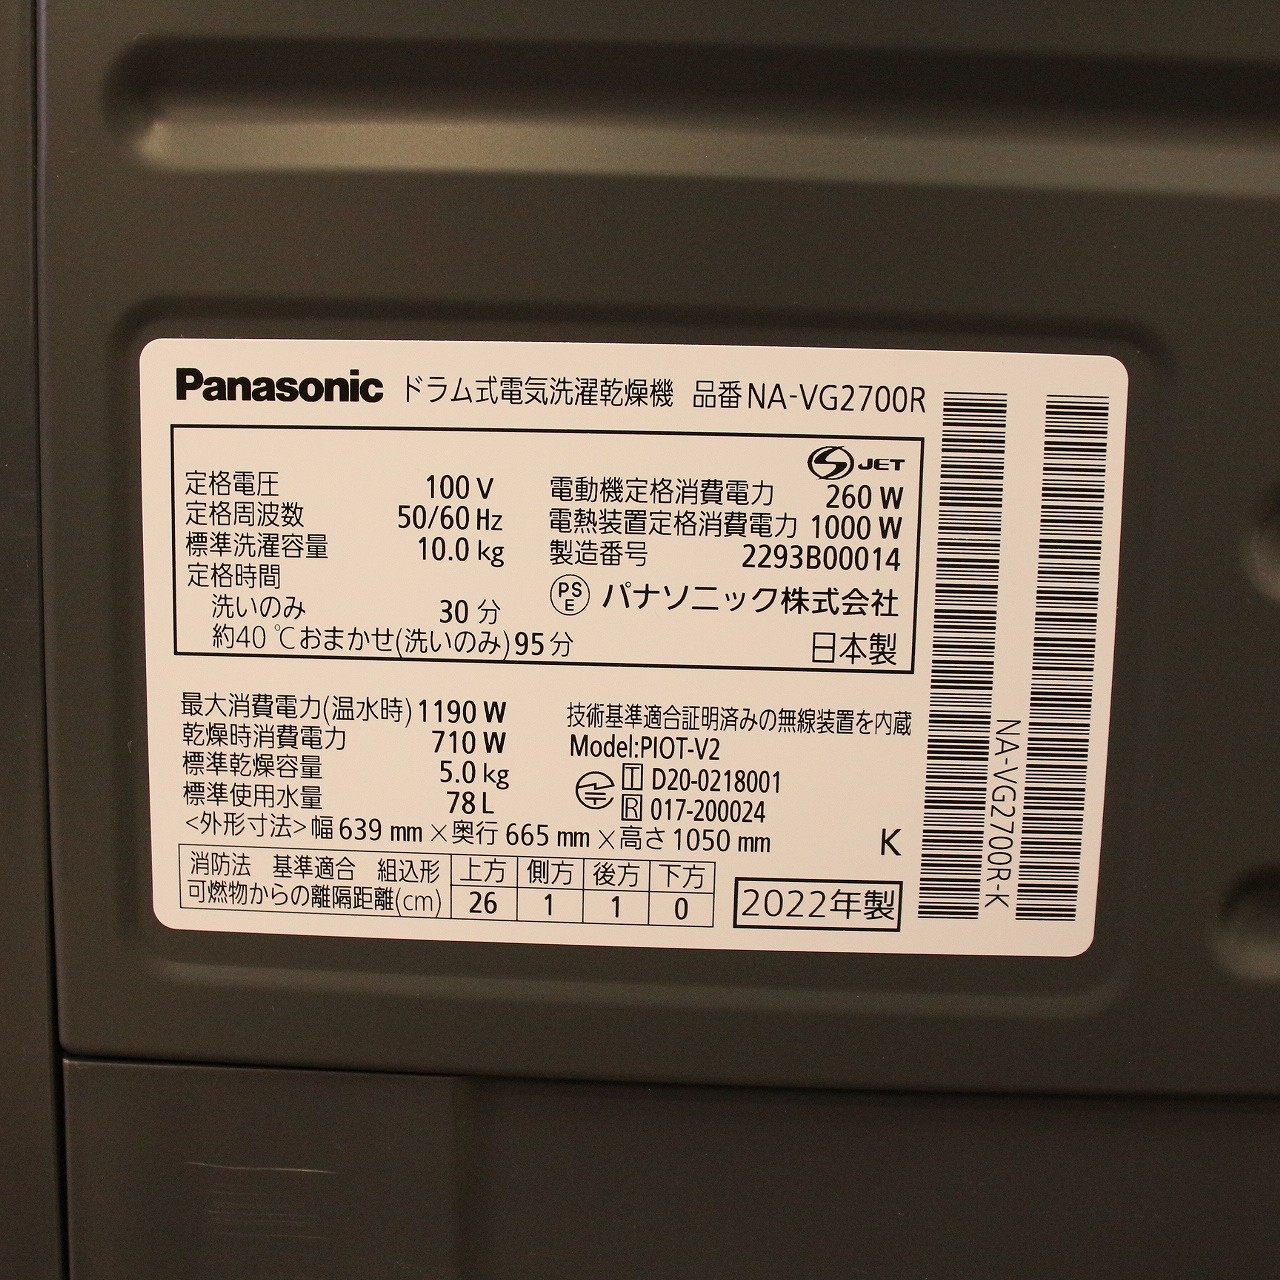 Panasonic ドラム式電気洗濯乾燥機 品番 NA-VG2700R
JET
定格電圧 100 V
定格周波数 50/60 Hz
標準洗濯容量 10.0 kg
定格時間
洗いのみ 30 分
約40℃おまかせ(洗いのみ) 95 分
電動機定格消費電力 260 W
電熱装置定格消費電力 1000 W
製造番号 2293B00014
PS E パナソニック株式会社
日本製
最大消費電力(温水時) 1190 W
乾燥時消費電力 710 W
標準乾燥容量 5.0 kg
標準使用水量 78 L
<外形寸法>幅 639 mm×奥行 665 mm×高さ 1050 mm
技術基準適合証明済みの無線装置を内蔵
Model:PIOT-V2
T D20-0218001
R 017-200024
K
消防法 基準適合 組込形 上方 側方 後方 下方
可燃物からの離隔距離(cm) 26 1 1 0
2022年製
NA-VG2700R-K